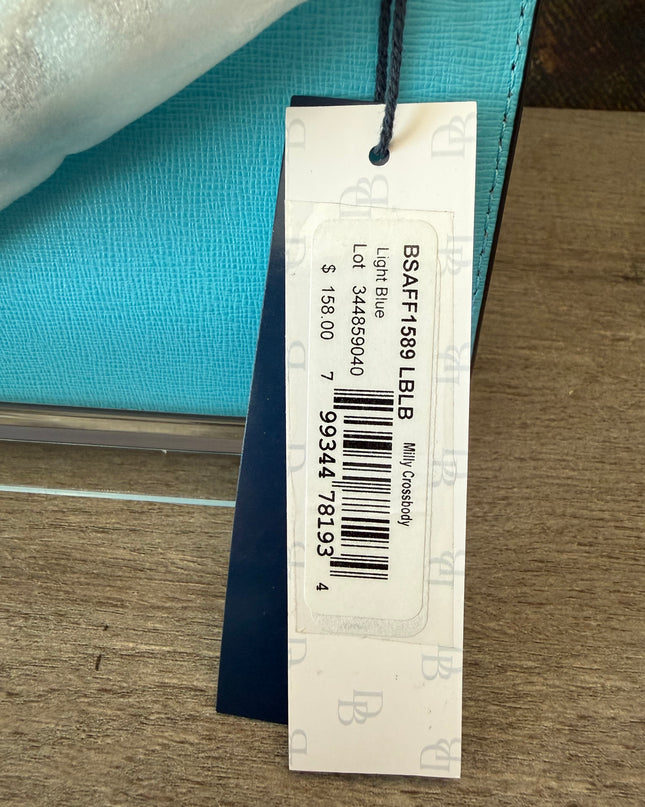 BSAFF1589 LBLB Milly Crossbody
Light Blue
Lot 344859040
$ 158.00
7 99344 78193 4